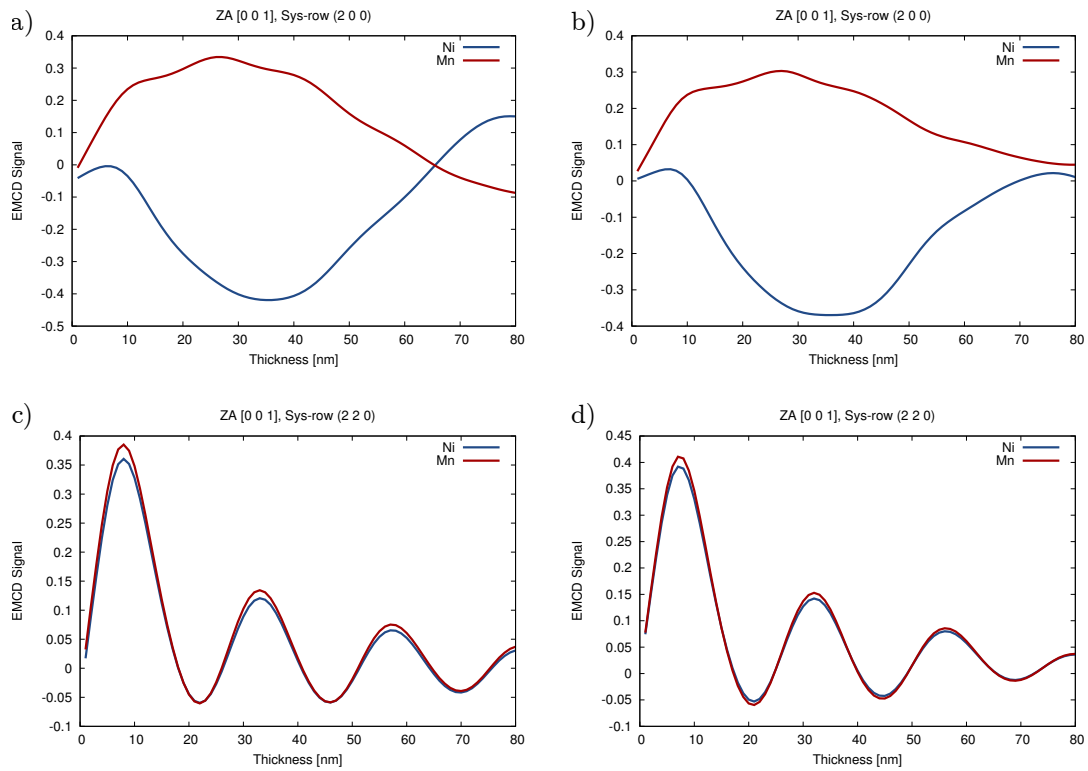 a)
ZA [0 0 1], Sys-row (2 0 0)
Ni
Mn
EMCD Signal
0.4
0.3
0.2
0.1
0
-0.1
-0.2
-0.3
-0.4
-0.5
0 10 20 30 40 50 60 70 80
Thickness [nm]
b)
ZA [0 0 1], Sys-row (2 0 0)
Ni
Mn
EMCD Signal
0.4
0.3
0.2
0.1
0
-0.1
-0.2
-0.3
-0.4
0 10 20 30 40 50 60 70 80
Thickness [nm]
c)
ZA [0 0 1], Sys-row (2 2 0)
Ni
Mn
EMCD Signal
0.4
0.35
0.3
0.25
0.2
0.15
0.1
0.05
0
-0.05
-0.1
0 10 20 30 40 50 60 70 80
Thickness [nm]
d)
ZA [0 0 1], Sys-row (2 2 0)
Ni
Mn
EMCD Signal
0.45
0.4
0.35
0.3
0.25
0.2
0.15
0.1
0.05
0
-0.05
-0.1
0 10 20 30 40 50 60 70 80
Thickness [nm]